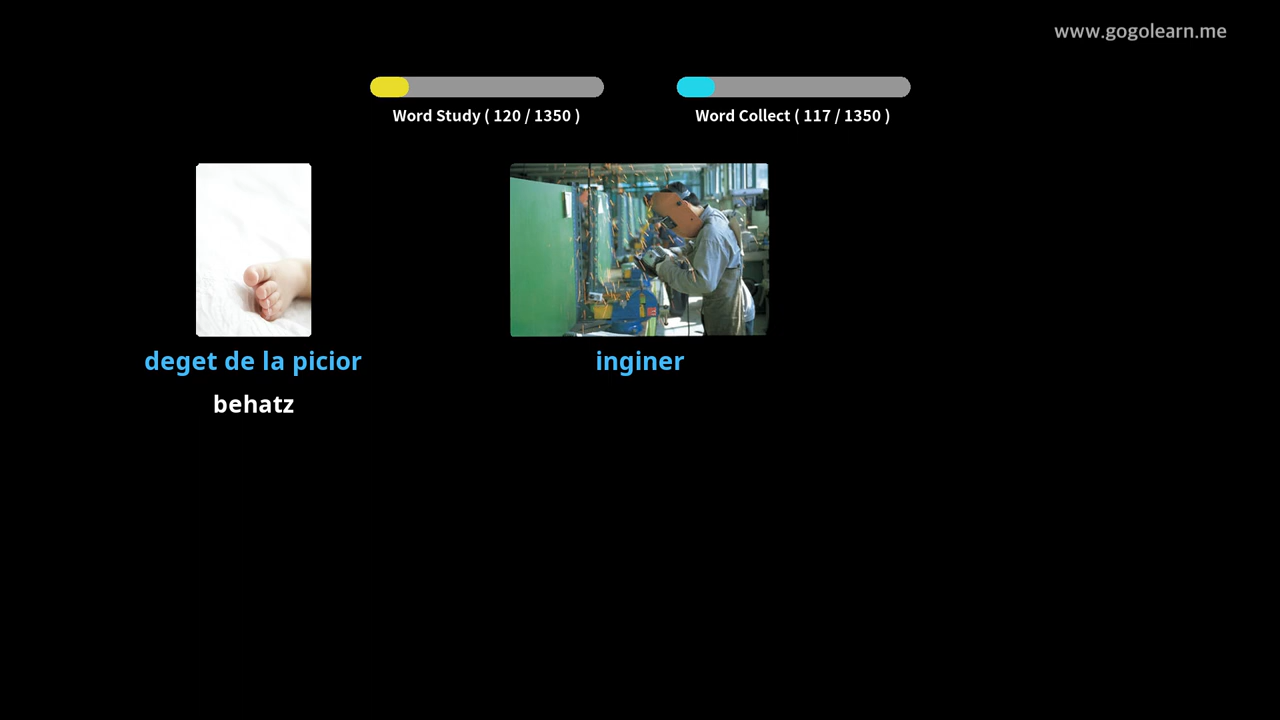 www.gogolearn.me
Word Study ( 120 / 1350 )
Word Collect ( 117 / 1350 )
deget de la picior
inginer
behatz